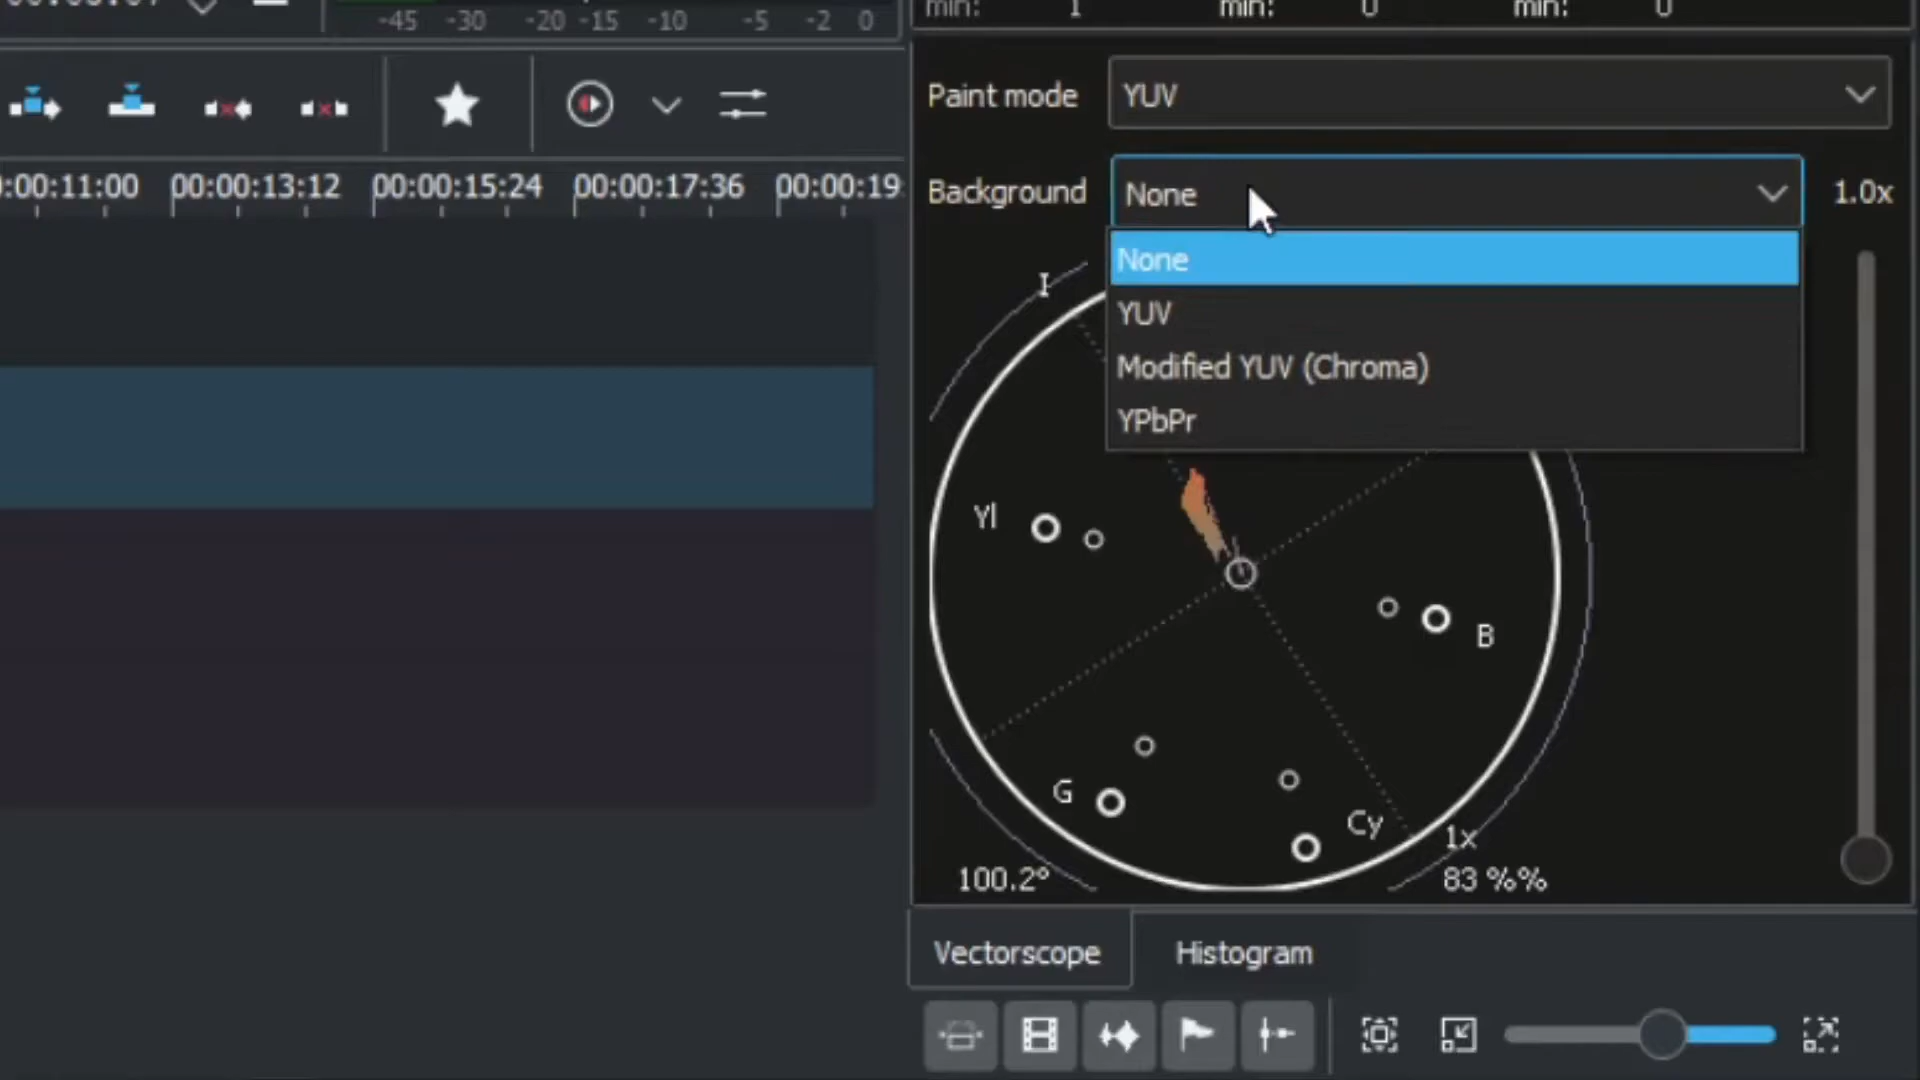 -45 -30 -20 -15 -10 -5 -2 0
min: 1 min: 0 min: 0
Paint mode YUV
:00:11:00 00:00:13:12 00:00:15:24 00:00:17:36 00:00:19
Background None 1.0x
None
YUV
Modified YUV (Chroma)
YPbPr
I
Yl
B
G
Cy
1x
100.2°
83 %%
Vectorscope Histogram